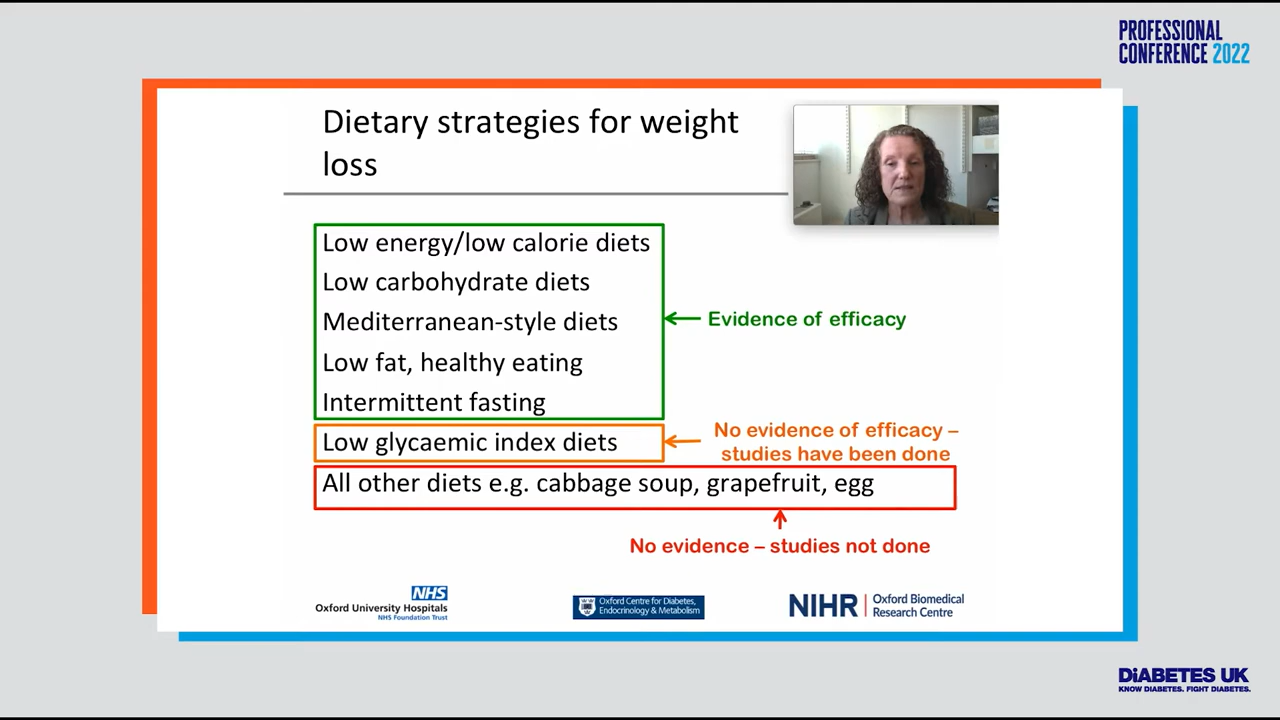 PROFESSIONAL
CONFERENCE 2022
Dietary strategies for weight
loss
Low energy/low calorie diets
Low carbohydrate diets
Mediterranean-style diets
Low fat, healthy eating
Intermittent fasting
Evidence of efficacy
Low glycaemic index diets
No evidence of efficacy –
studies have been done
All other diets e.g. cabbage soup, grapefruit, egg
No evidence – studies not done
NHS
Oxford University Hospitals
NHS Foundation Trust
Oxford Centre for Diabetes,
Endocrinology & Metabolism
NIHR | Oxford Biomedical
Research Centre
DiABETES UK
KNOW DIABETES. FIGHT DIABETES.